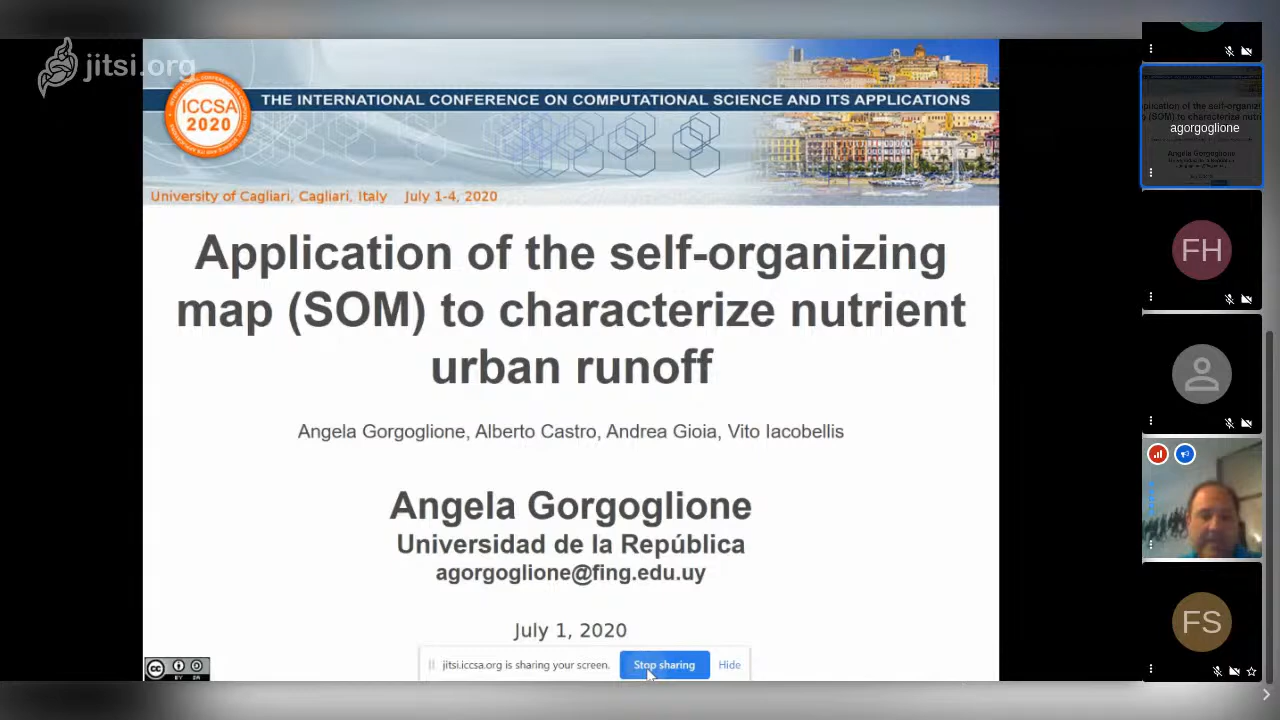 jitsi.org
ICCSA
2020
THE INTERNATIONAL CONFERENCE ON COMPUTATIONAL SCIENCE AND ITS APPLICATIONS
University of Cagliari, Cagliari, Italy July 1-4, 2020
Application of the self-organizing
map (SOM) to characterize nutrient
urban runoff
Angela Gorgoglione, Alberto Castro, Andrea Gioia, Vito Iacobellis
Angela Gorgoglione
Universidad de la República
agorgoglione@fing.edu.uy
July 1, 2020
jitsi.iccsa.org is sharing your screen.
Stop sharing
Hide
cc
BY
agorgoglione
FH
FS